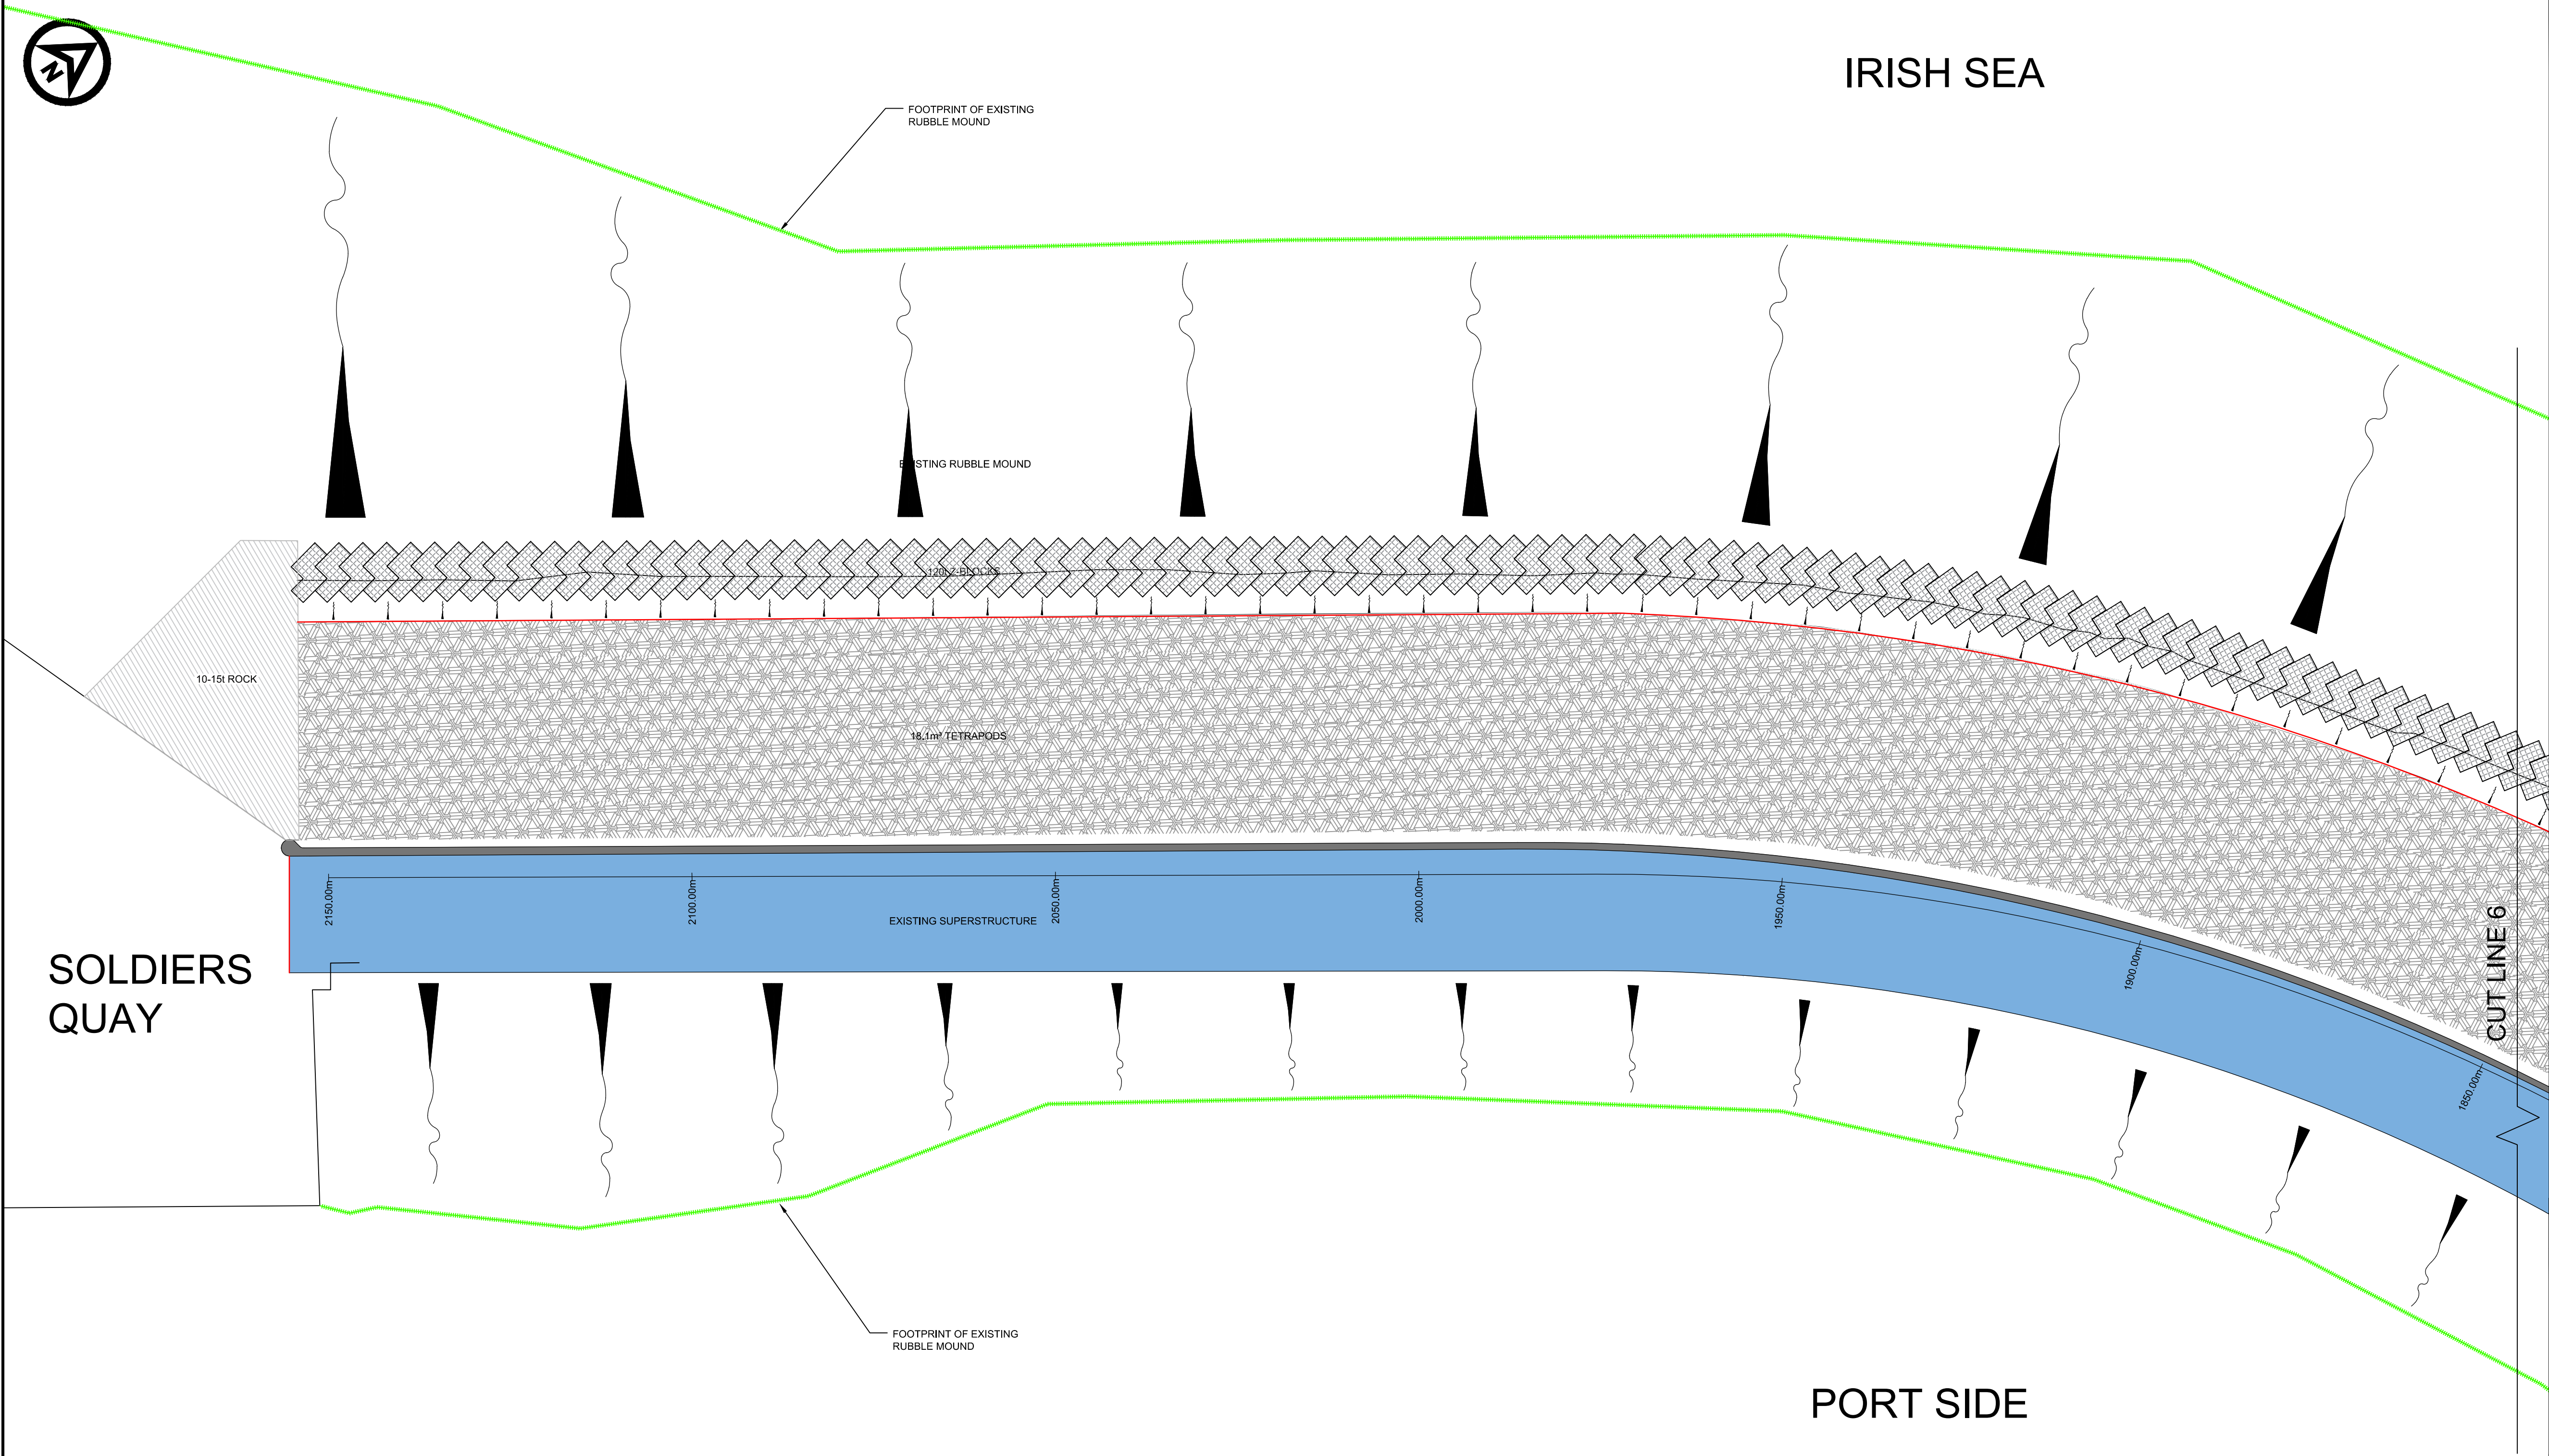 N
IRISH SEA
FOOTPRINT OF EXISTING
RUBBLE MOUND
EXISTING RUBBLE MOUND
120t Z-BLOCKS
10-15t ROCK
18.1m³ TETRAPODS
2150.00m
2100.00m
2050.00m
2000.00m
1950.00m
1900.00m
1850.00m
EXISTING SUPERSTRUCTURE
CUT LINE 6
SOLDIERS
QUAY
FOOTPRINT OF EXISTING
RUBBLE MOUND
PORT SIDE